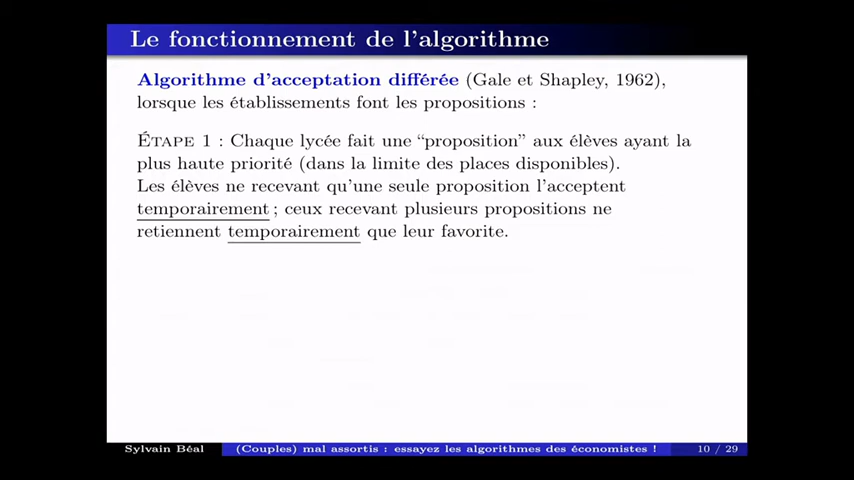 Le fonctionnement de l'algorithme
Algorithme d'acceptation différée (Gale et Shapley, 1962),
lorsque les établissements font les propositions :
Étape 1 : Chaque lycée fait une “proposition” aux élèves ayant la
plus haute priorité (dans la limite des places disponibles).
Les élèves ne recevant qu'une seule proposition l'acceptent
temporairement ; ceux recevant plusieurs propositions ne
retiennent temporairement que leur favorite.
Sylvain Béal (Couples) mal assortis : essayez les algorithmes des économistes ! 10 / 29